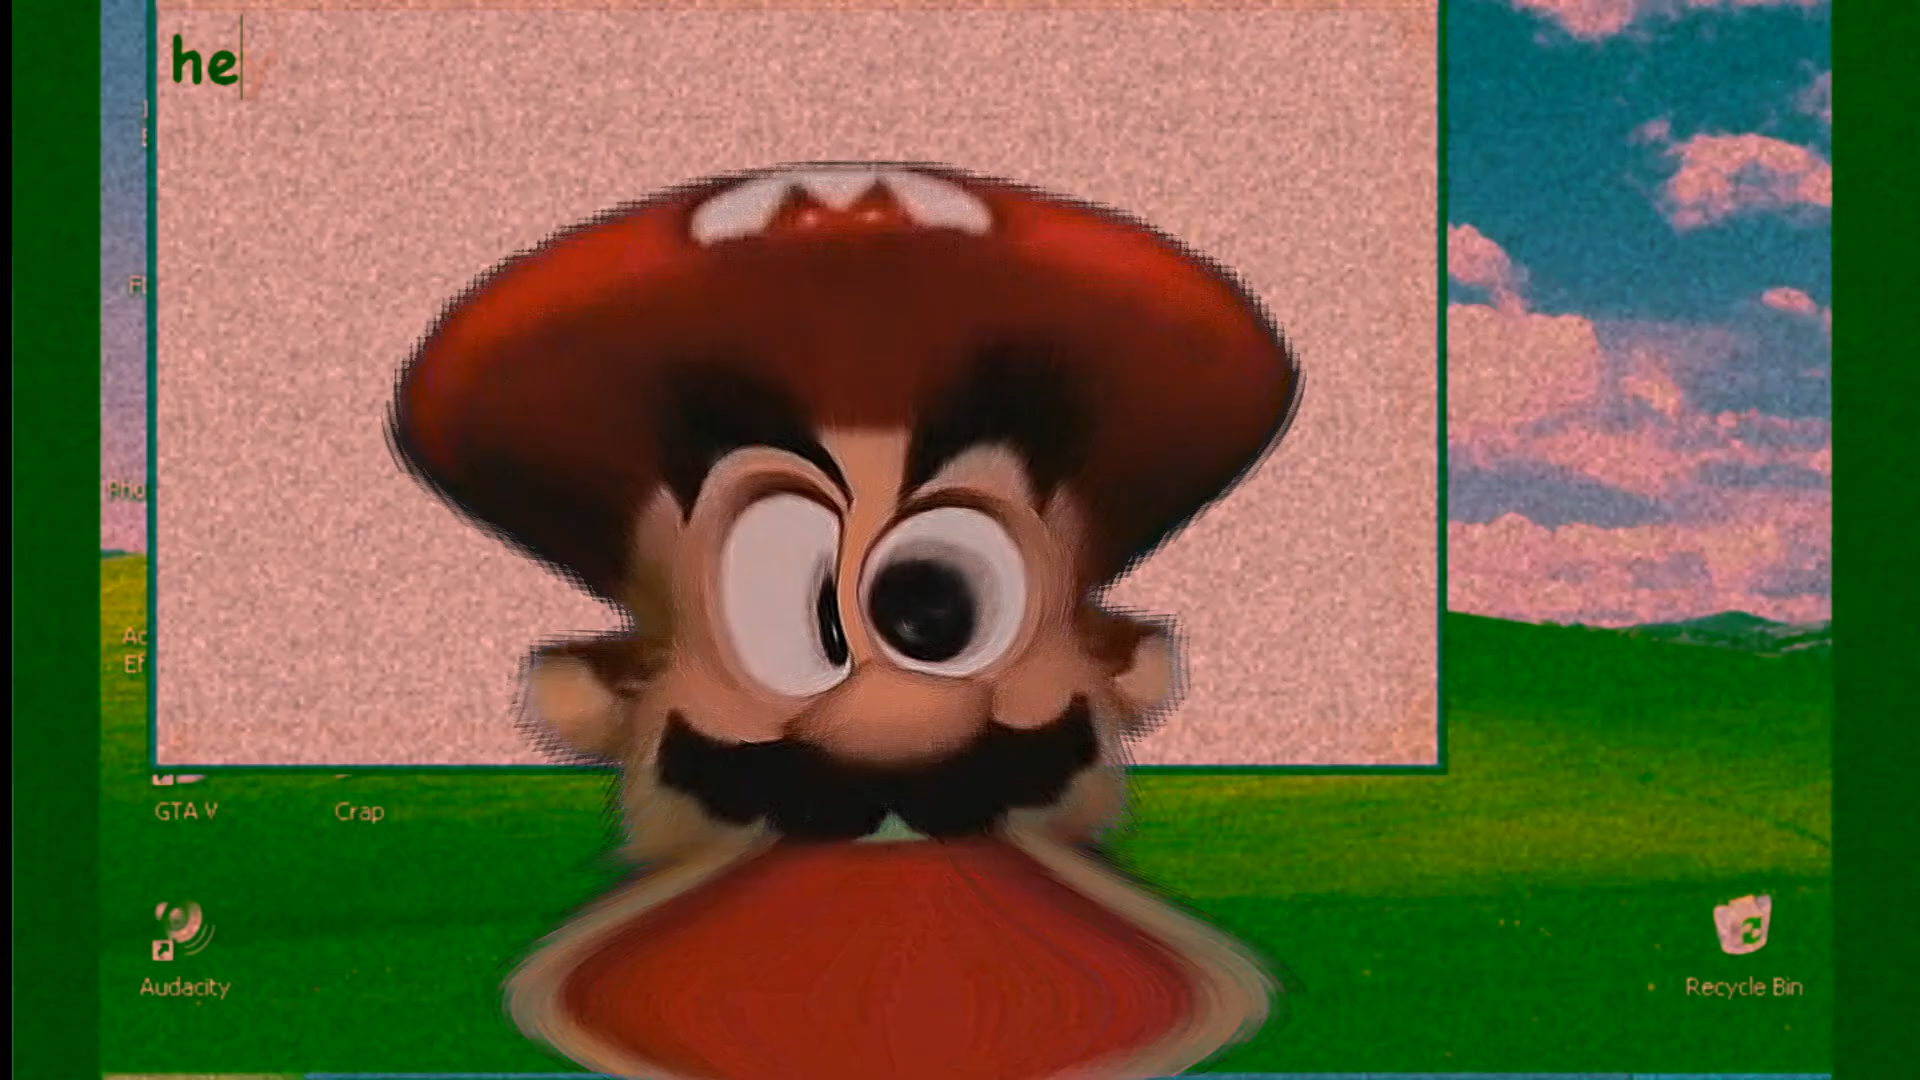 he
GTA V
Crap
Audacity
Recycle Bin